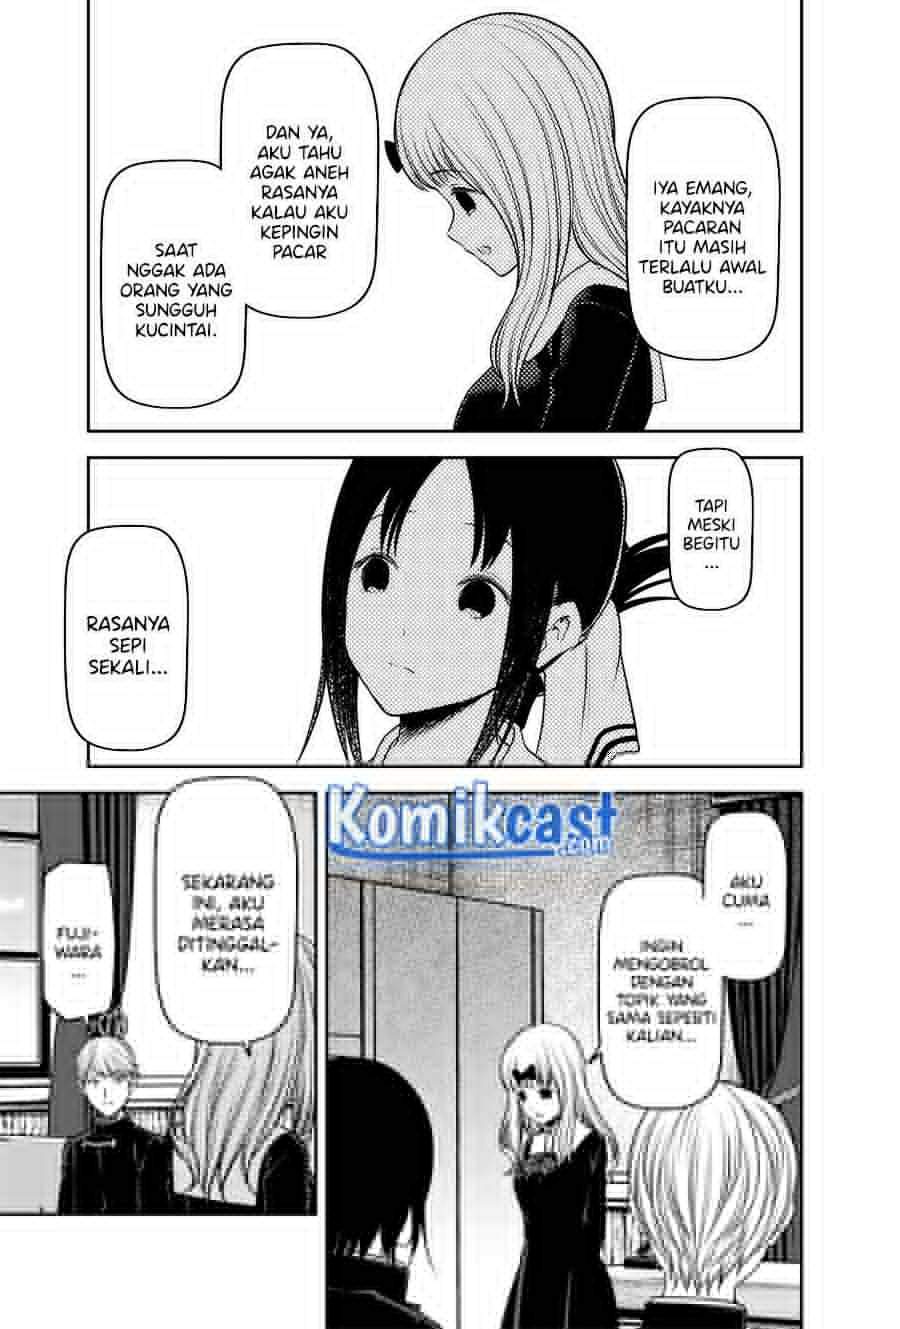 IYA EMANG,
KAYAKNYA
PACARAN
ITU MASIH
TERLALU AWAL
BUATKU...
DAN YA,
AKU TAHU
AGAK ANEH
RASANYA
KALAU AKU
KEPINGIN
PACAR
SAAT
NGGAK ADA
ORANG YANG
SUNGGUH
KUCINTAI.
TAPI
MESKI
BEGITU
...
RASANYA
SEPI
SEKALI...
AKU
CUMA
...
INGIN
MENGOBROL
DENGAN
TOPIK YANG
SAMA SEPERTI
KALIAN...
Komikcast
SEKARANG
INI, AKU
MERASA
DITINGGAL-
KAN...
FUJI-
WARA
...